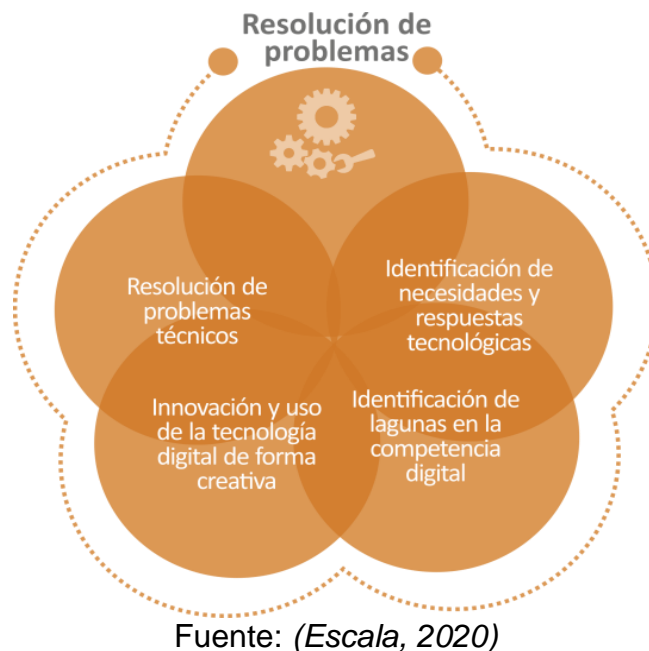 Resolución de
problemas
Resolución de
problemas
técnicos
Identificación de
necesidades y
respuestas
tecnológicas
Innovación y uso
de la tecnología
digital de forma
creativa
Identificación de
lagunas en la
competencia
digital
Fuente: (Escala, 2020)